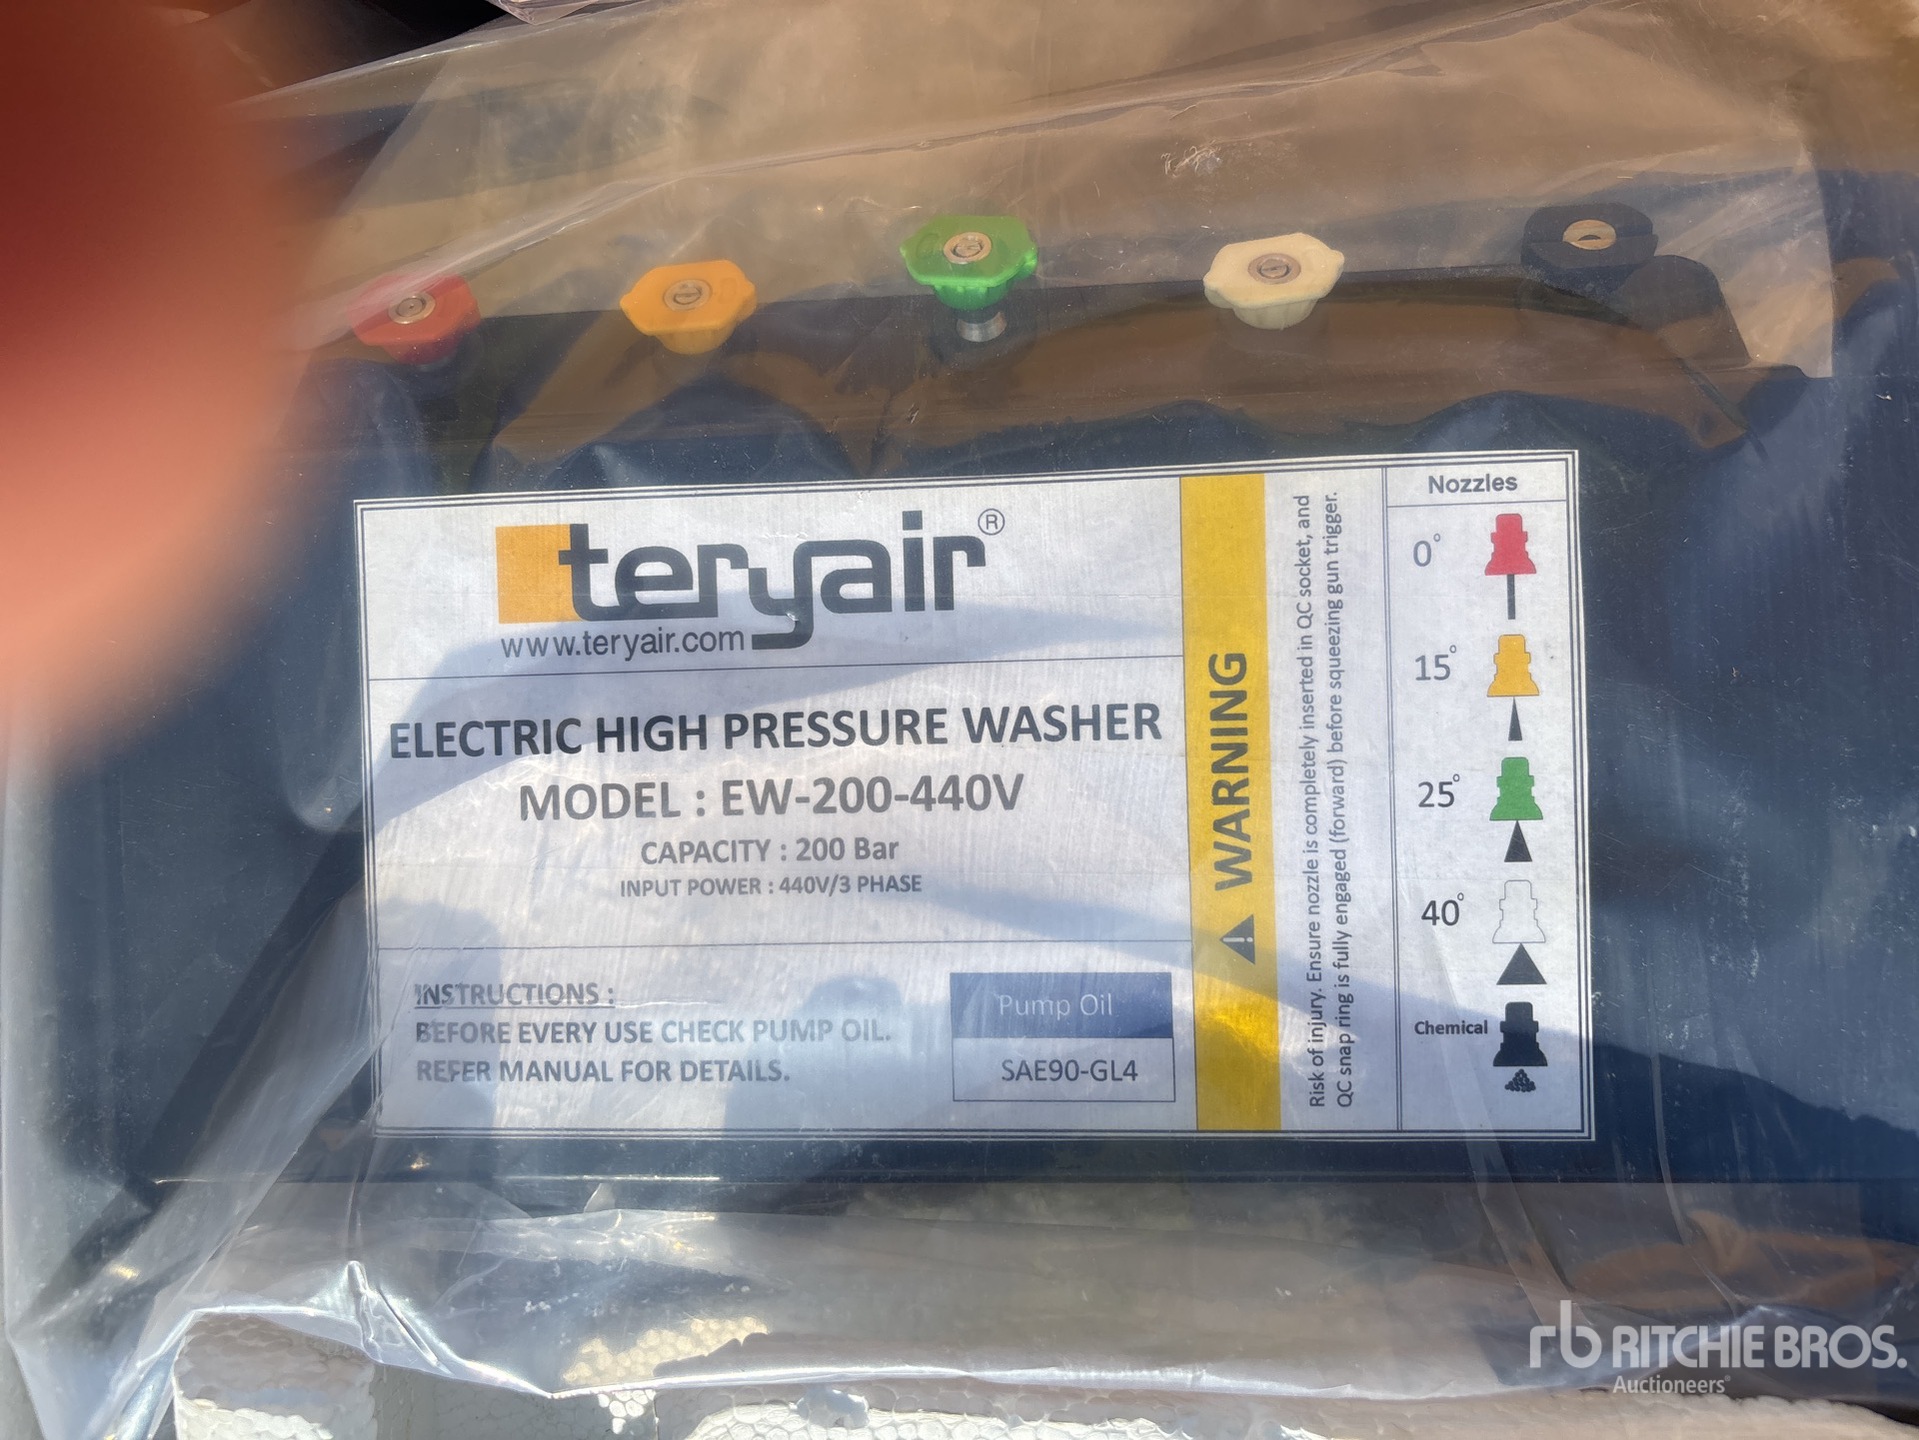 teryair®
www.teryair.com
ELECTRIC HIGH PRESSURE WASHER
MODEL : EW-200-440V
CAPACITY : 200 Bar
INPUT POWER : 440V/3 PHASE
INSTRUCTIONS :
BEFORE EVERY USE CHECK PUMP OIL.
REFER MANUAL FOR DETAILS.
Pump Oil
SAE90-GL4
WARNING
Risk of injury. Ensure nozzle is completely inserted in QC socket, and
QC snap ring is fully engaged (forward) before squeezing gun trigger.
Nozzles
0°
15°
25°
40°
Chemical
rb RITCHIE BROS.
Auctioneers®